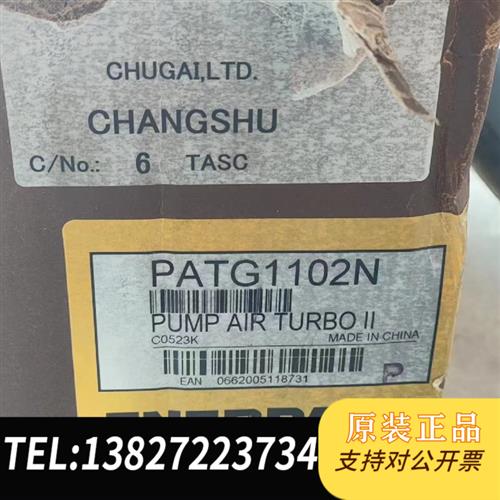 CHUGAI,LTD.
CHANGSHU
C/No.: 6 TASC
PATG1102N
PUMP AIR TURBO II
C0523K MADE IN CHINA
EAN 0662005118731
P
TEL:13827223734
原装正品
支持对公开票